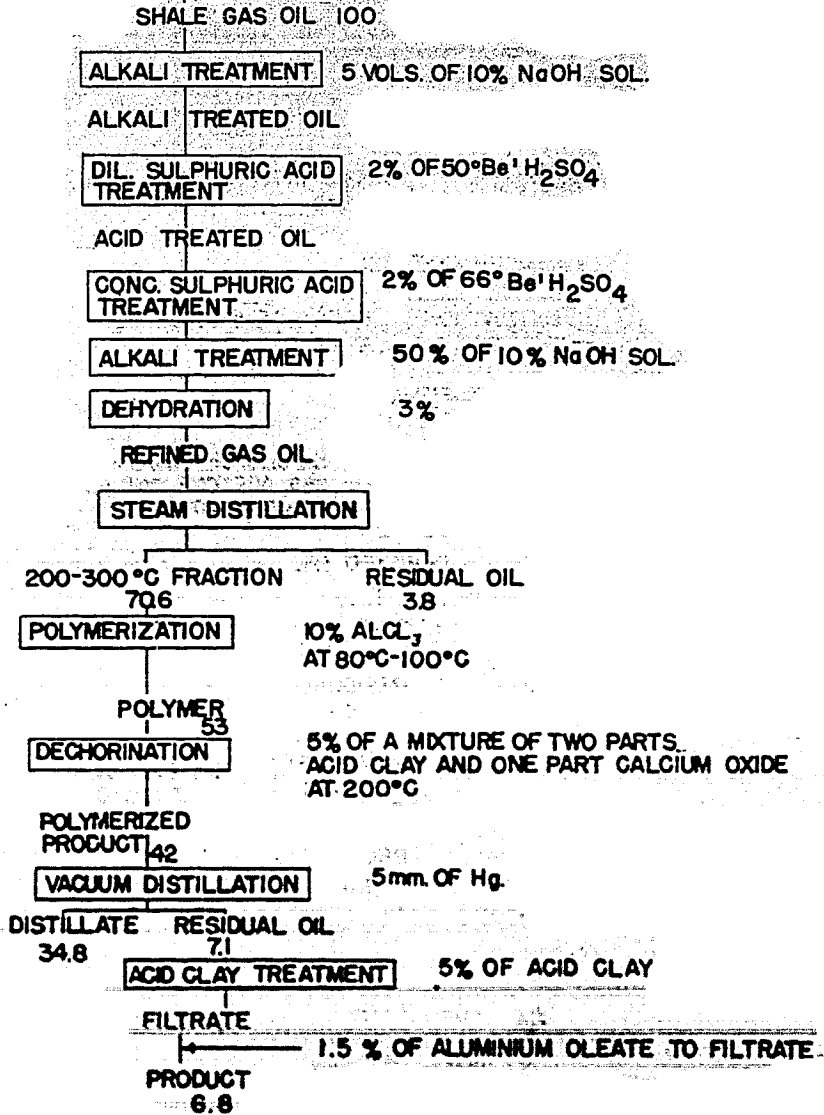 SHALE GAS OIL 100
ALKALI TREATMENT 5 VOLS. OF 10% NaOH SOL.
ALKALI TREATED OIL
DIL. SULPHURIC ACID
TREATMENT
2% OF 50°Be' H2SO4
ACID TREATED OIL
CONC. SULPHURIC ACID
TREATMENT
2% OF 66° Be' H2SO4
ALKALI TREATMENT 50% OF 10% NaOH SOL.
DEHYDRATION 3%
REFINED GAS OIL
STEAM DISTILLATION
200-300°C FRACTION RESIDUAL OIL
70.6 3.8
POLYMERIZATION 10% ALCL3
AT 80°C-100°C
POLYMER
53
DECHORINATION
5% OF A MIXTURE OF TWO PARTS
ACID CLAY AND ONE PART CALCIUM OXIDE
AT 200°C
POLYMERIZED
PRODUCT 42
VACUUM DISTILLATION 5mm. OF Hg.
DISTILLATE RESIDUAL OIL
34.8 7.1
ACID CLAY TREATMENT 5% OF ACID CLAY
FILTRATE
1.5 % OF ALUMINIUM OLEATE TO FILTRATE
PRODUCT
6.8